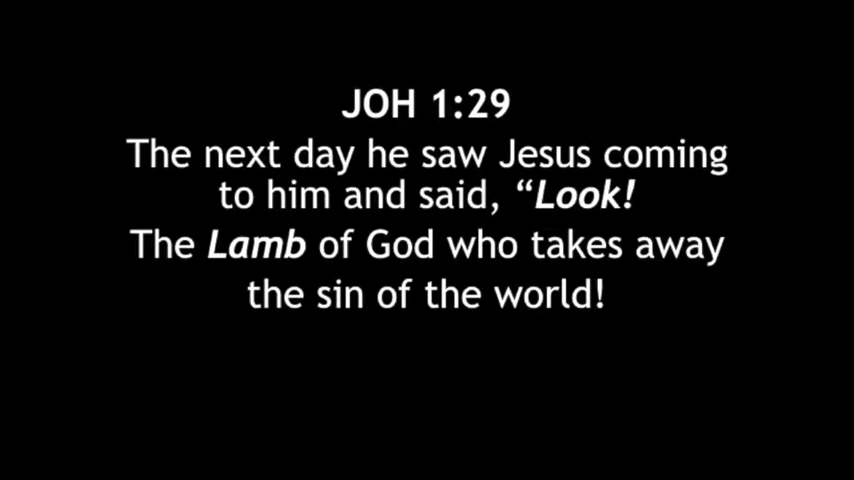 JOH 1:29
The next day he saw Jesus coming
to him and said, “Look!
The Lamb of God who takes away
the sin of the world!